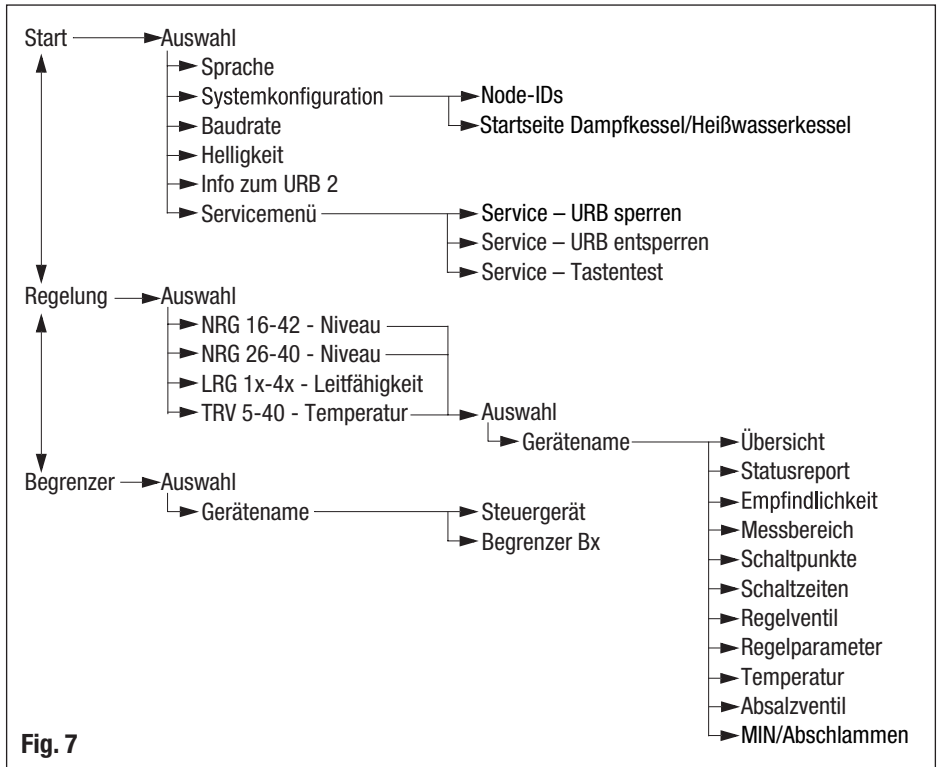 Start Auswahl
Sprache
Systemkonfiguration Node-IDs
Baudrate Startseite Dampfkessel/Heißwasserkessel
Helligkeit
Info zum URB 2
Servicemenü Service – URB sperren
Service – URB entsperren
Service – Tastentest
Regelung Auswahl
NRG 16-42 - Niveau
NRG 26-40 - Niveau
LRG 1x-4x - Leitfähigkeit
TRV 5-40 - Temperatur Auswahl
Gerätename Übersicht
Begrenzer Auswahl Statusreport
Gerätename Steuergerät Empfindlichkeit
Begrenzer Bx Messbereich
Schaltpunkte
Schaltzeiten
Regelventil
Regelparameter
Temperatur
Absalzventil
MIN/Abschlammen
Fig. 7